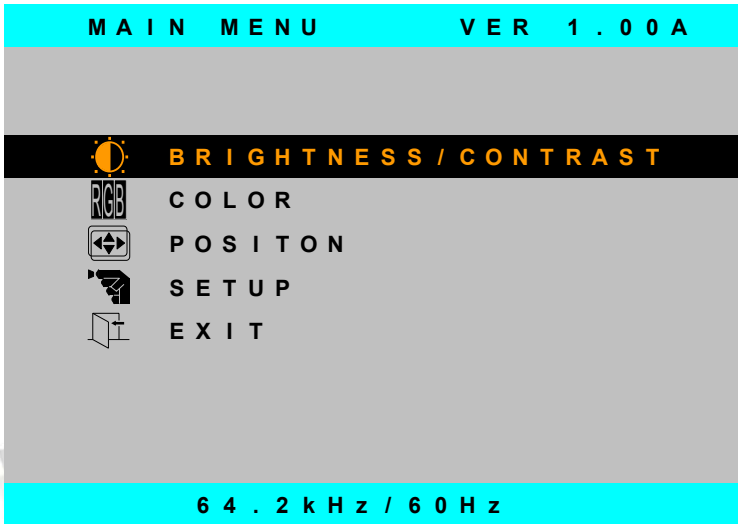 MAIN MENU VER 1.00A
BRIGHTNESS/CONTRAST
RGB COLOR
POSITON
SETUP
EXIT
64.2kHz/60Hz